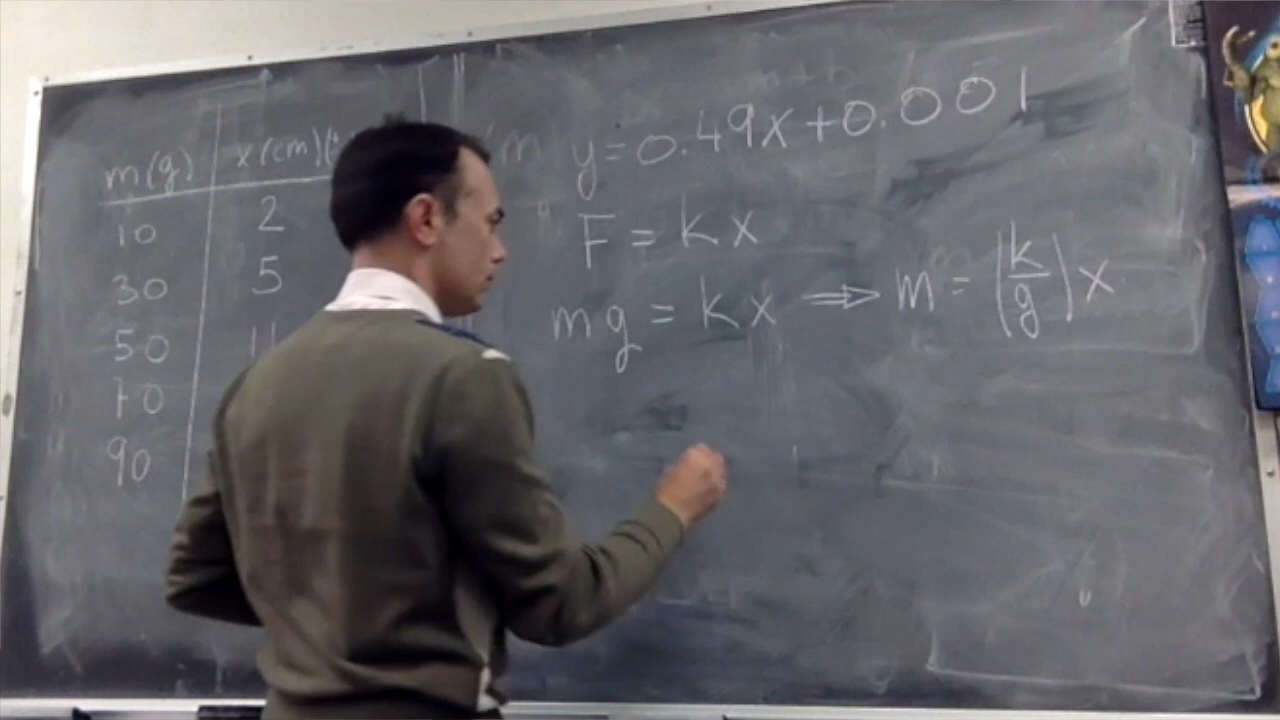 m(g) x(cm)
10 2
30 5
50 11
70
90
y=0.49x+0.001
F = kx
mg = kx ⟹ m = (k/g)x